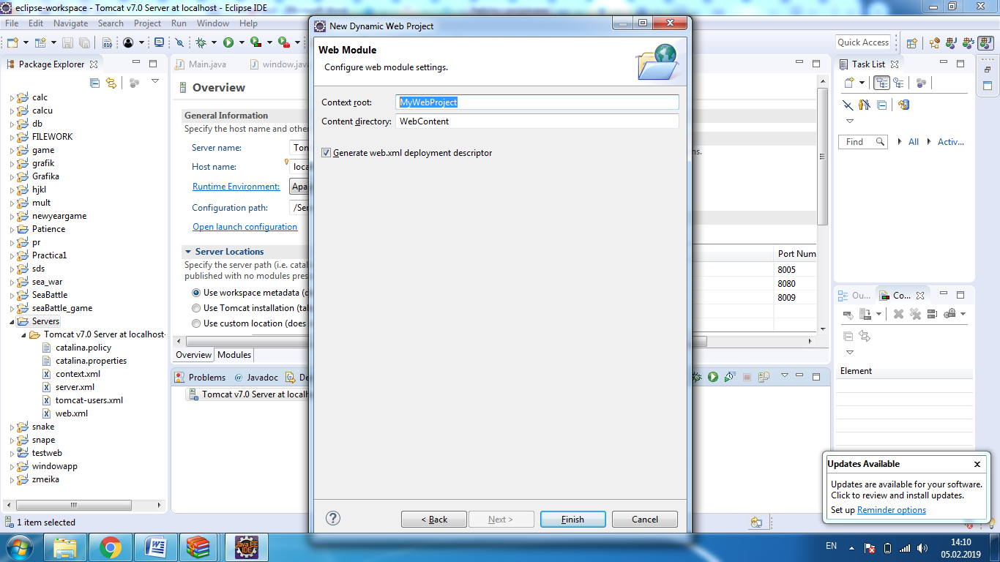 eclipse-workspace - Tomcat v7.0 Server at localhost - Eclipse IDE
File Edit Navigate Search Project Run Window Help
Quick Access
Package Explorer
calc
calcu
db
FILEWORK
game
grafik
Grafika
hjkl
mult
newyeargame
Patience
pr
Practica1
sds
sea_war
SeaBattle
seaBattle_game
Servers
Tomcat v7.0 Server at localhost-
catalina.policy
catalina.properties
context.xml
server.xml
tomcat-users.xml
web.xml
snake
snape
testweb
windowapp
zmeika
1 item selected
Main.java window.java
Overview
General Information
Specify the host name and other
Server name: Tom
Host name: loca
Runtime Environment: Apa
Configuration path: /Ser
Open launch configuration
Server Locations
Specify the server path (i.e. catal
published with no modules pres
Use workspace metadata (d
Use Tomcat installation (tal
Use custom location (does
ns.
Port Num
8005
8080
8009
Overview Modules
Problems @ Javadoc De
Tomcat v7.0 Server at localh
New Dynamic Web Project
Web Module
Configure web module settings.
Context root: MyWebProject
Content directory: WebContent
Generate web.xml deployment descriptor
< Back Next > Finish Cancel
Task List
Find All Activ...
Ou... Co...
Element
Updates Available
Updates are available for your software.
Click to review and install updates.
Set up Reminder options
Java EE
IDE
EN
14:10
05.02.2019